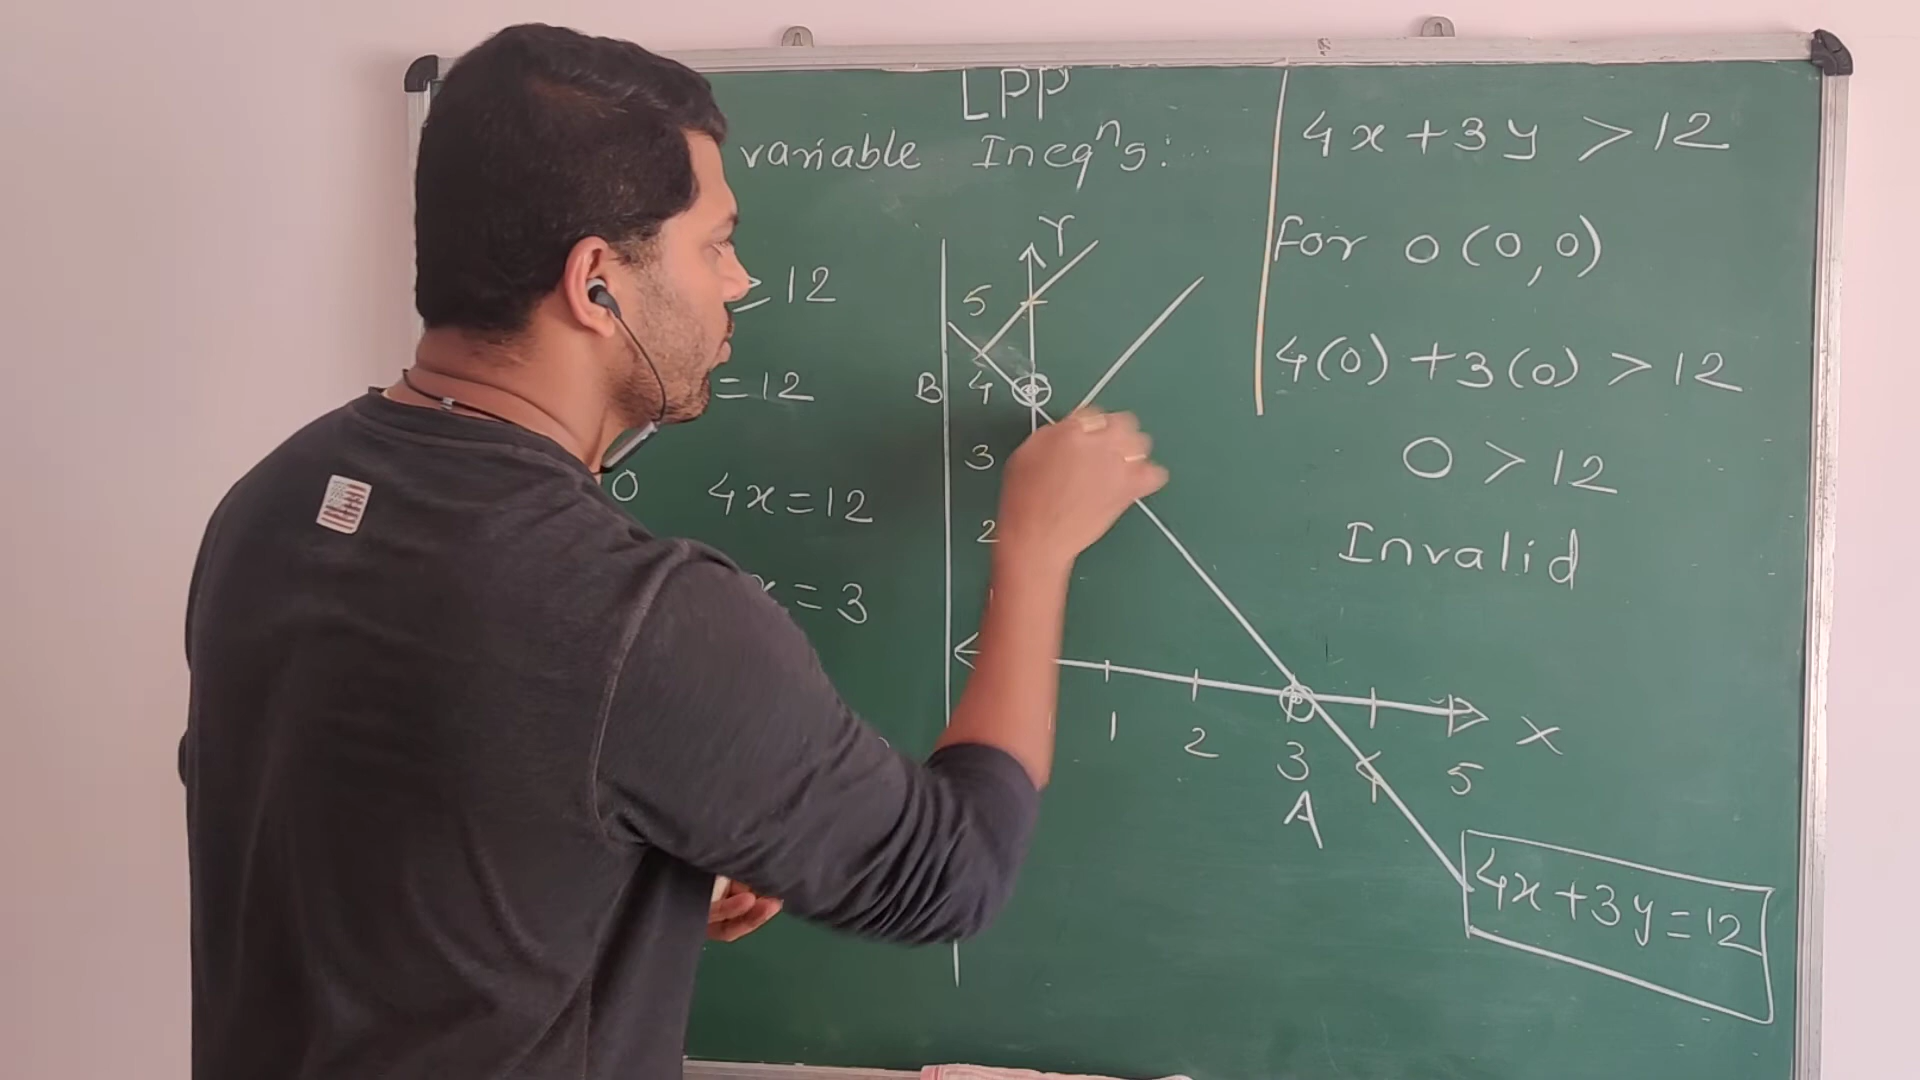 LPP
variable Ineqⁿs:
≥ 12
= 12
0 4x = 12
x = 3
Y
5
B 4
3
2
1 2 3 5 X
A
4x + 3y = 12
4x + 3y > 12
for O (0, 0)
4(0) + 3(0) > 12
0 > 12
Invalid